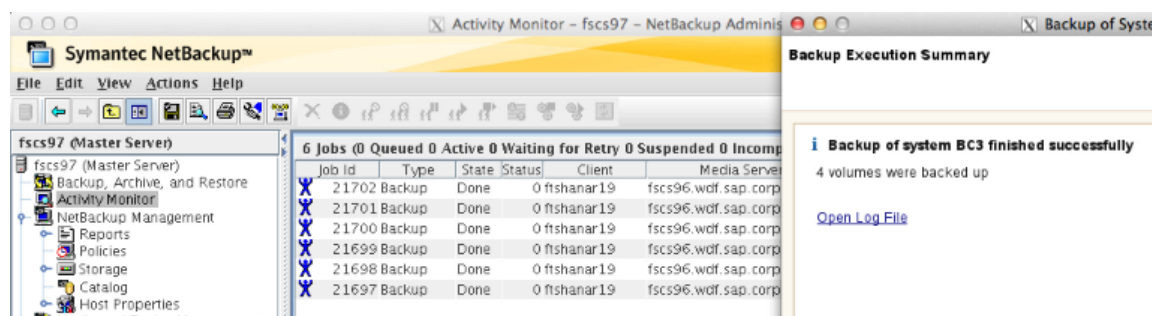 Activity Monitor – fscs97 – NetBackup Adminis
Backup of Syste
Symantec NetBackup™
File Edit View Actions Help
fscs97 (Master Server)
fscs97 (Master Server)
Backup, Archive, and Restore
Activity Monitor
NetBackup Management
Reports
Policies
Storage
Catalog
Host Properties
6 Jobs (0 Queued 0 Active 0 Waiting for Retry 0 Suspended 0 Incomp
Job Id Type State Status Client Media Server
21702 Backup Done 0 ftshanar19 fscs96.wdf.sap.corp
21701 Backup Done 0 ftshanar19 fscs96.wdf.sap.corp
21700 Backup Done 0 ftshanar19 fscs96.wdf.sap.corp
21699 Backup Done 0 ftshanar19 fscs96.wdf.sap.corp
21698 Backup Done 0 ftshanar19 fscs96.wdf.sap.corp
21697 Backup Done 0 ftshanar19 fscs96.wdf.sap.corp
Backup Execution Summary
Backup of system BC3 finished successfully
4 volumes were backed up
Open Log File